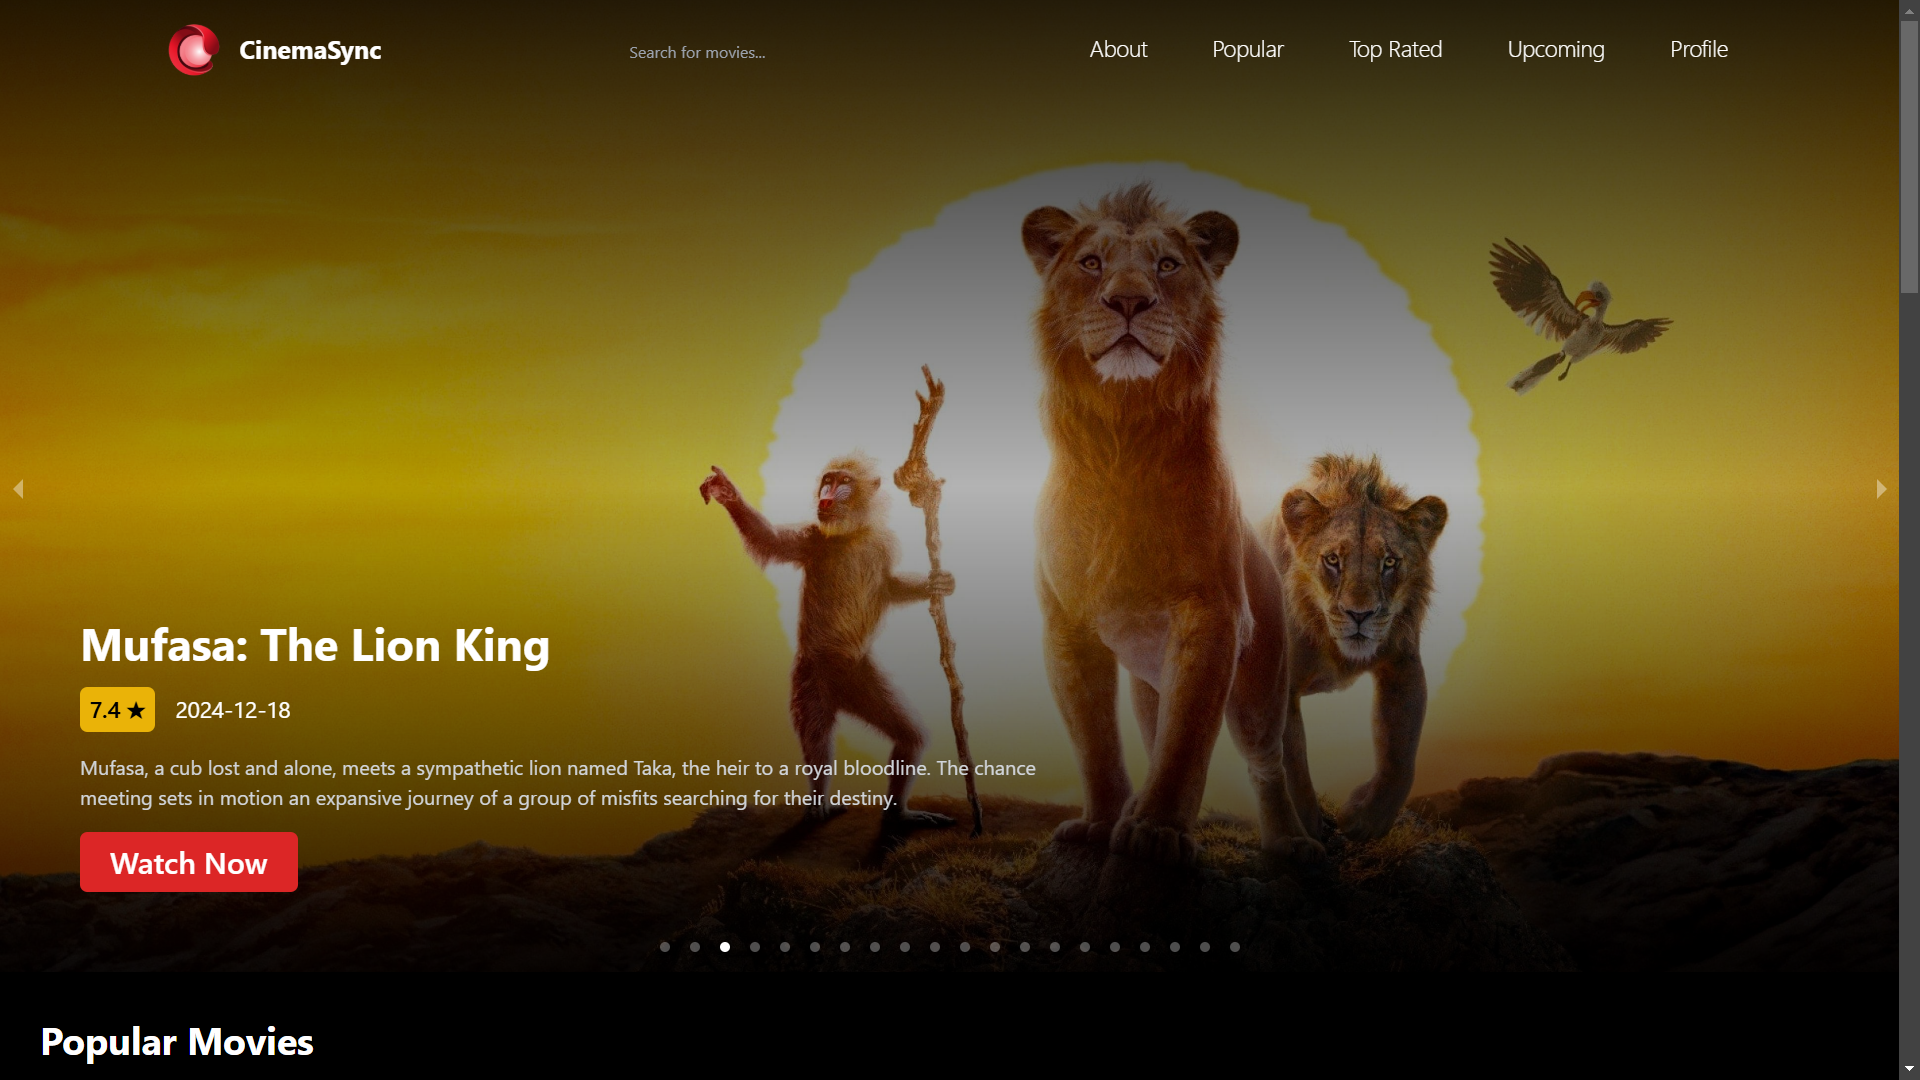 CinemaSync
Search for movies...
About
Popular
Top Rated
Upcoming
Profile
Mufasa: The Lion King
7.4 ★
2024-12-18
Mufasa, a cub lost and alone, meets a sympathetic lion named Taka, the heir to a royal bloodline. The chance
meeting sets in motion an expansive journey of a group of misfits searching for their destiny.
Watch Now
Popular Movies